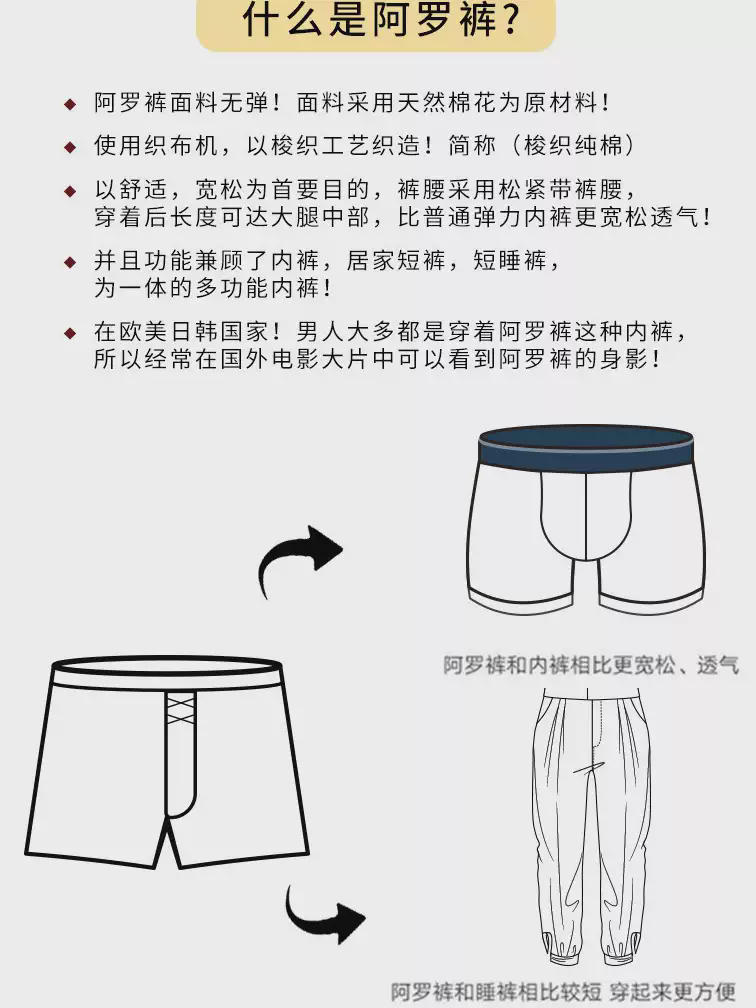 什么是阿罗裤?
阿罗裤面料无弹！面料采用天然棉花为原材料！
使用织布机，以梭织工艺织造！简称（梭织纯棉）
以舒适，宽松为首要目的，裤腰采用松紧带裤腰，
穿着后长度可达大腿中部，比普通弹力内裤更宽松透气！
并且功能兼顾了内裤，居家短裤，短睡裤，
为一体的多功能内裤！
在欧美日韩国家！男人大多都是穿着阿罗裤这种内裤，
所以经常在国外电影大片中可以看到阿罗裤的身影！
阿罗裤和内裤相比更宽松、透气
阿罗裤和睡裤相比较短 穿起来更方便